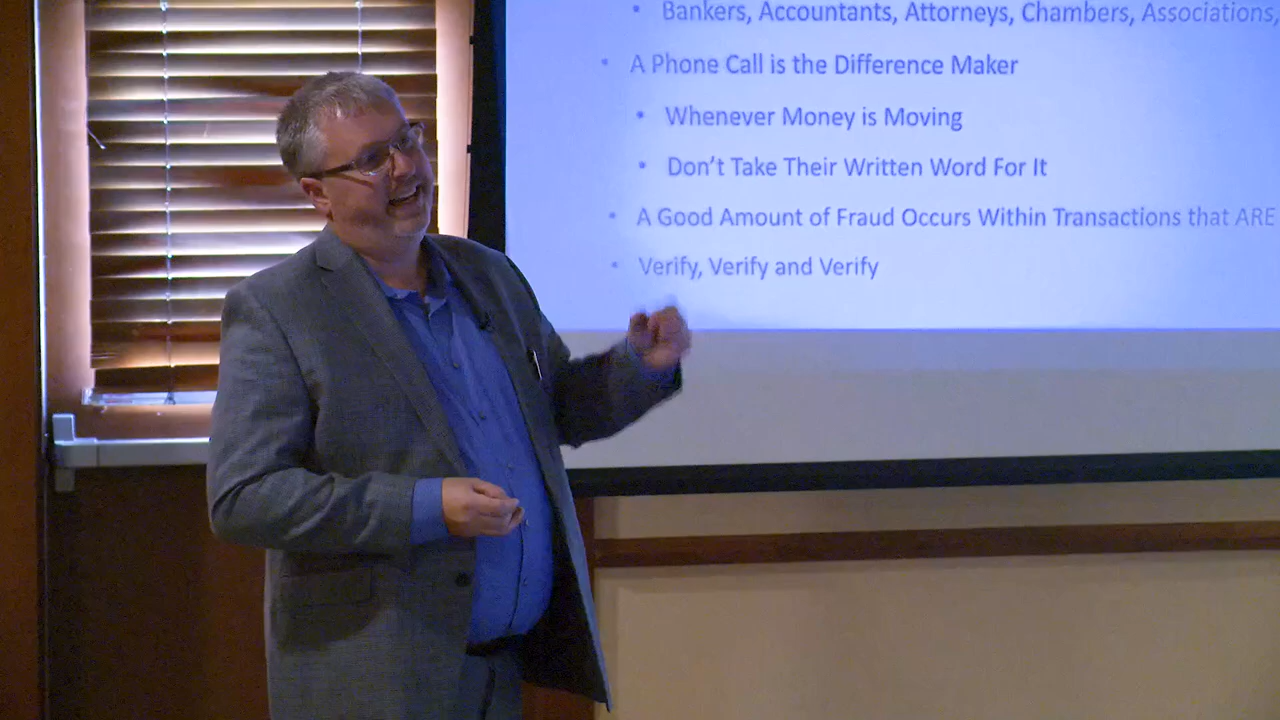 • Bankers, Accountants, Attorneys, Chambers, Associations,
• A Phone Call is the Difference Maker
• Whenever Money is Moving
• Don't Take Their Written Word For It
• A Good Amount of Fraud Occurs Within Transactions that ARE
• Verify, Verify and Verify